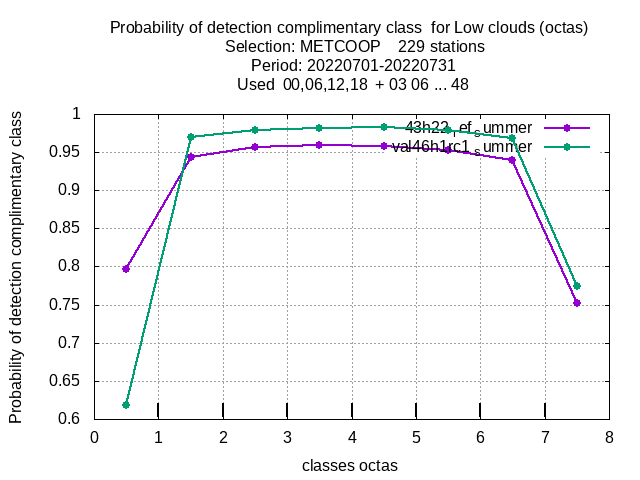 Probability of detection complimentary class  for Low clouds (octas)
Selection: METCOOP    229 stations
Period: 20220701-20220731
Used  00,06,12,18  + 03 06 ... 48
Probability of detection complimentary class
1
0.95
0.9
0.85
0.8
0.75
0.7
0.65
0.6
43h22_ref_summer
val46h1rc1_summer
0 1 2 3 4 5 6 7 8
classes octas